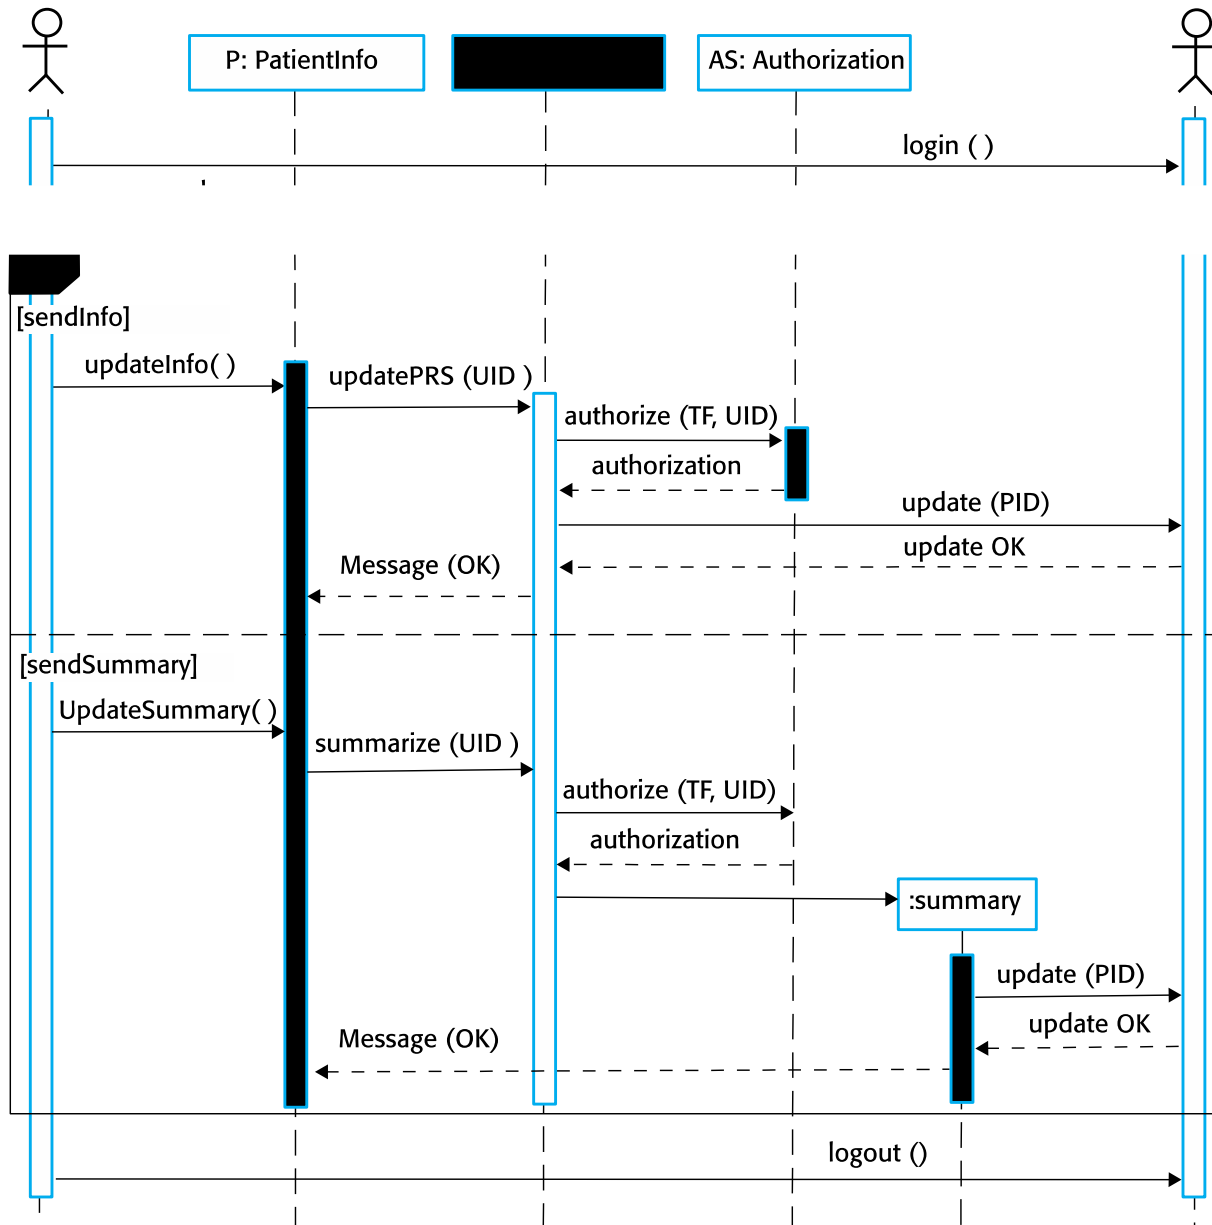 P: PatientInfo
AS: Authorization
login ( )
[sendInfo]
updateInfo( )
updatePRS (UID )
authorize (TF, UID)
authorization
update (PID)
update OK
Message (OK)
[sendSummary]
UpdateSummary( )
summarize (UID )
authorize (TF, UID)
authorization
:summary
update (PID)
update OK
Message (OK)
logout ()